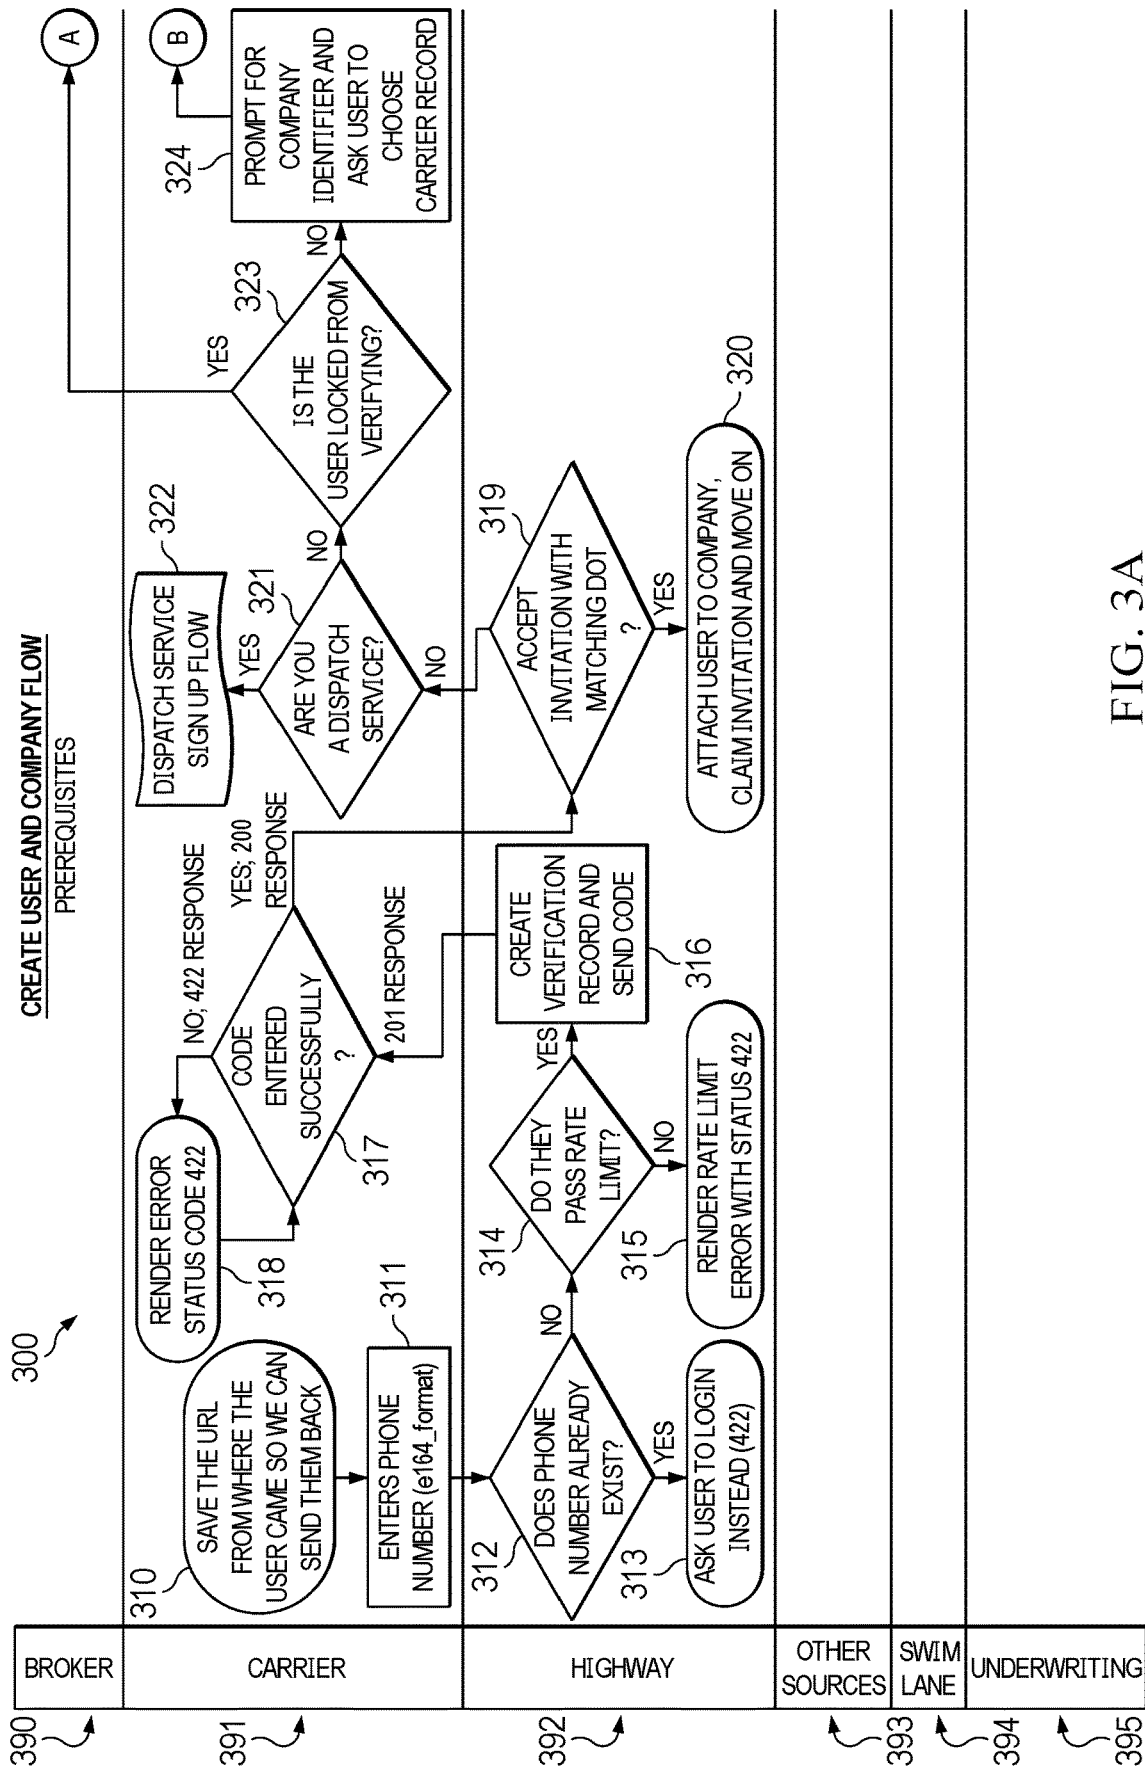 CREATE USER AND COMPANY FLOW
PREREQUISITES
300
390
BROKER
A
391
CARRIER
310
SAVE THE URL
FROM WHERE THE
USER CAME SO WE CAN
SEND THEM BACK
311
ENTERS PHONE
NUMBER (e164_format)
RENDER ERROR
STATUS CODE 422
318
NO; 422 RESPONSE
CODE
ENTERED
SUCCESSFULLY
?
317
YES; 200
RESPONSE
201 RESPONSE
DISPATCH SERVICE
SIGN UP FLOW
322
YES
ARE YOU
A DISPATCH
SERVICE?
321
NO
NO
IS THE
USER LOCKED FROM
VERIFYING?
323
YES
NO
PROMPT FOR
COMPANY
IDENTIFIER AND
ASK USER TO
CHOOSE
CARRIER RECORD
324
B
392
HIGHWAY
312
DOES PHONE
NUMBER ALREADY
EXIST?
NO
YES
313
ASK USER TO LOGIN
INSTEAD (422)
314
DO THEY
PASS RATE
LIMIT?
YES
NO
315
RENDER RATE LIMIT
ERROR WITH STATUS 422
CREATE
VERIFICATION
RECORD AND
SEND CODE
316
ACCEPT
INVITATION WITH
MATCHING DOT
?
319
YES
ATTACH USER TO COMPANY,
CLAIM INVITATION AND MOVE ON
320
393
OTHER
SOURCES
394
SWIM
LANE
395
UNDERWRITING
FIG. 3A